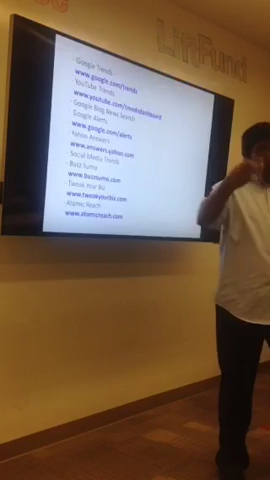 LiftFund
· Google Trends
www.google.com/trends
· YouTube Trends
www.youtube.com/trendsdashboard
· Google Blog News Search
· Google Alerts
www.google.com/alerts
· Yahoo Answers
www.answers.yahoo.com
· Social Media Trends
· Buzz Sumo
www.buzzsumo.com
· Tweak Your Biz
www.tweakyourbiz.com
· Atomic Reach
www.atomicreach.com